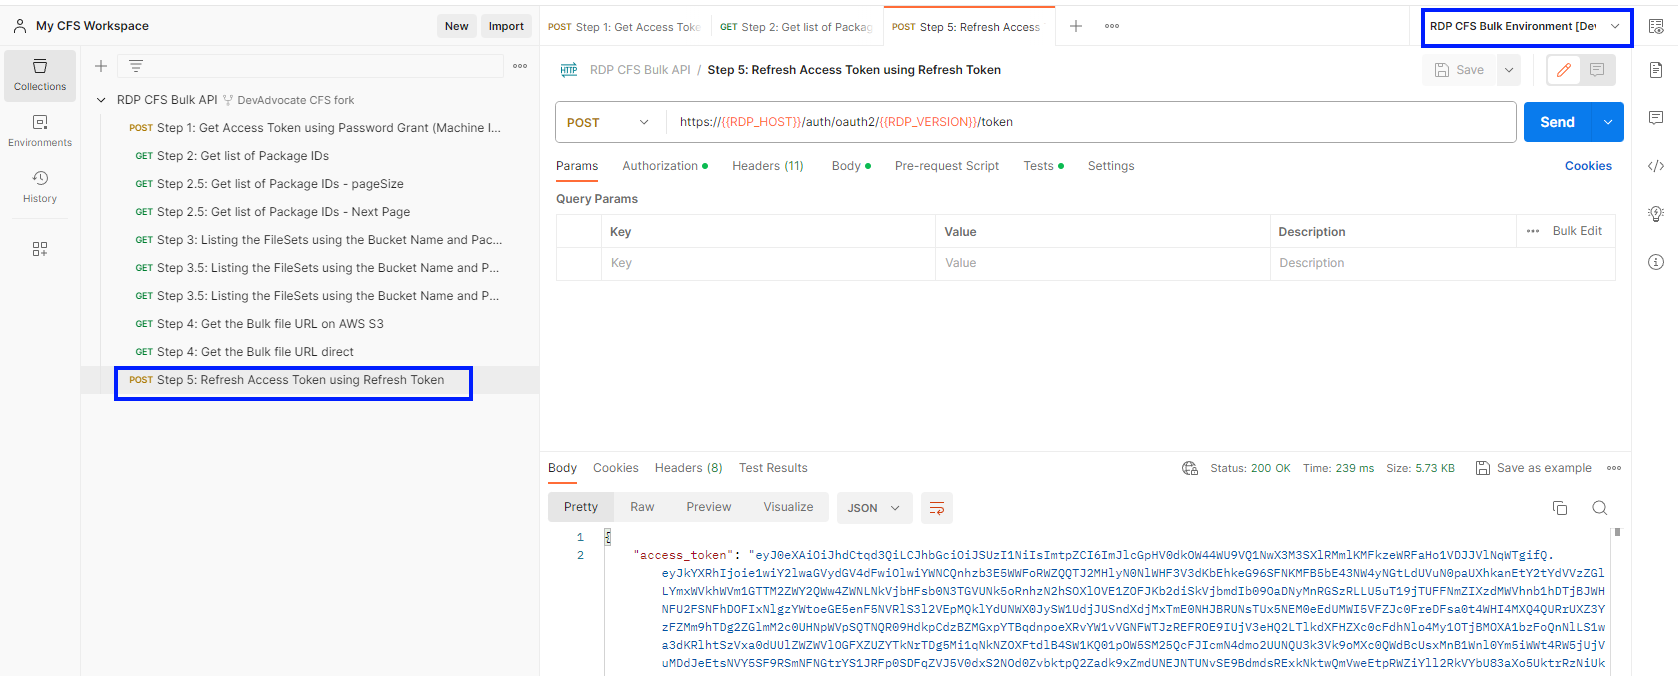 My CFS Workspace
New
Import
POST Step 1: Get Access Toke
GET Step 2: Get list of Packag
POST Step 5: Refresh Access
RDP CFS Bulk Environment [De
Collections
Environments
History
RDP CFS Bulk API DevAdvocate CFS fork
POST Step 1: Get Access Token using Password Grant (Machine I...
GET Step 2: Get list of Package IDs
GET Step 2.5: Get list of Package IDs - pageSize
GET Step 2.5: Get list of Package IDs - Next Page
GET Step 3: Listing the FileSets using the Bucket Name and Pac...
GET Step 3.5: Listing the FileSets using the Bucket Name and P...
GET Step 3.5: Listing the FileSets using the Bucket Name and P...
GET Step 4: Get the Bulk file URL on AWS S3
GET Step 4: Get the Bulk file URL direct
POST Step 5: Refresh Access Token using Refresh Token
HTTP RDP CFS Bulk API / Step 5: Refresh Access Token using Refresh Token
Save
POST https://{{RDP_HOST}}/auth/oauth2/{{RDP_VERSION}}/token
Send
Params Authorization Headers (11) Body Pre-request Script Tests Settings Cookies
Query Params
Key Value Description Bulk Edit
Key Value Description
Body Cookies Headers (8) Test Results
Status: 200 OK Time: 239 ms Size: 5.73 KB Save as example
Pretty Raw Preview Visualize JSON
1 {
2 "access_token":